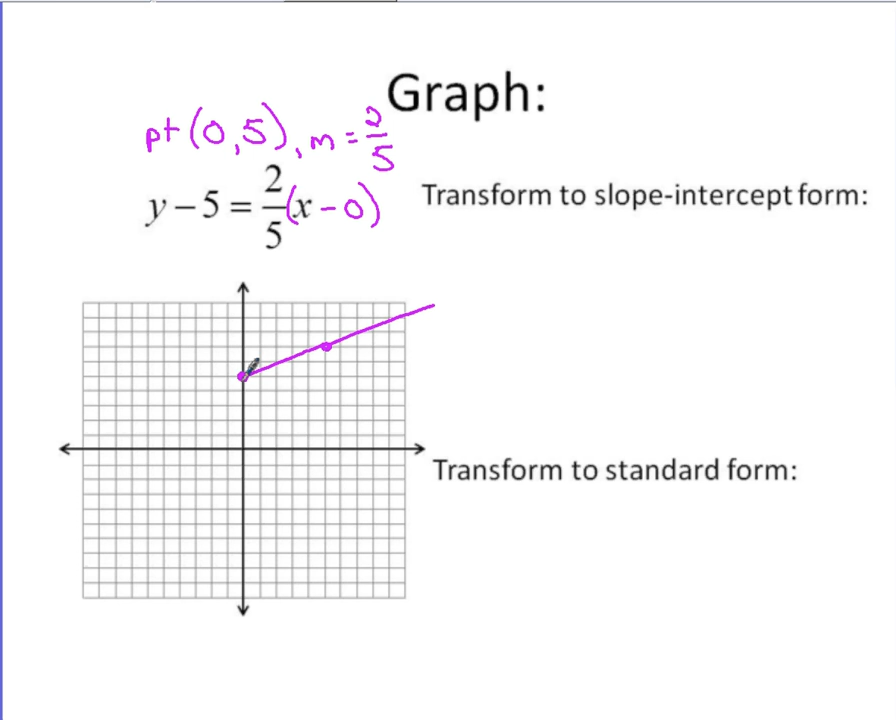 Graph:
pt (0,5), m = 2/5
y − 5 = 2/5 (x − 0)
Transform to slope-intercept form:
Transform to standard form: